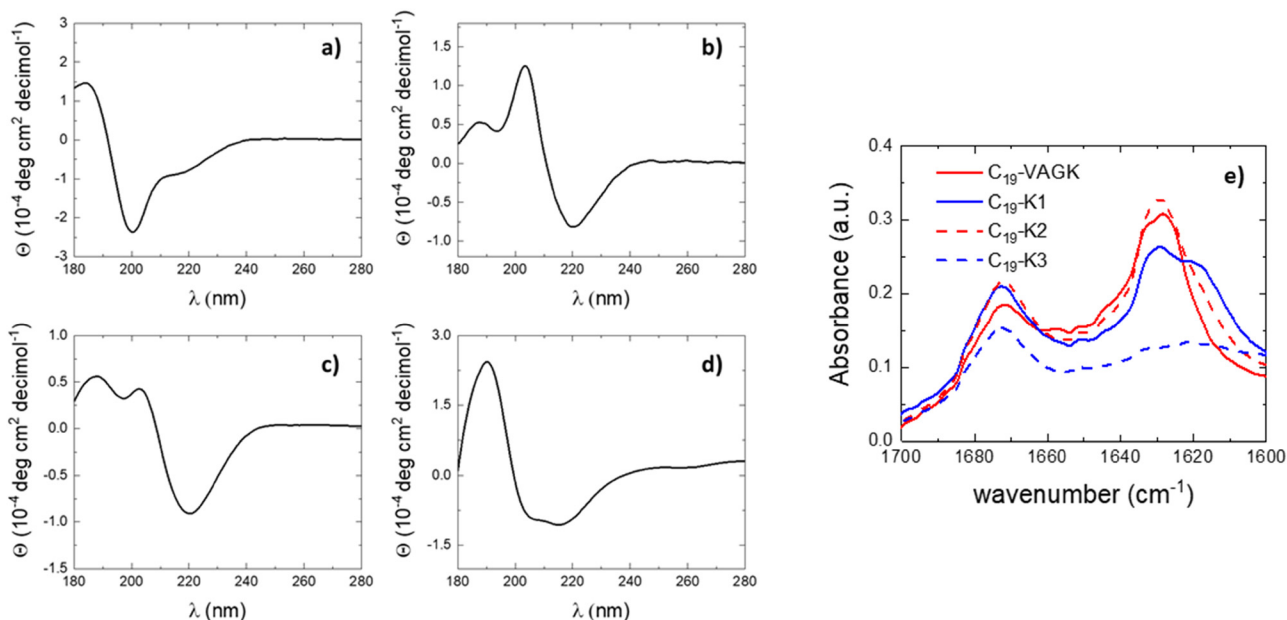 a)
3
2
1
0
-1
-2
-3
180 200 220 240 260 280
λ (nm)
Θ (10⁻⁴ deg cm² decimol⁻¹)
b)
1.5
1.0
0.5
0.0
-0.5
-1.0
180 200 220 240 260 280
λ (nm)
Θ (10⁻⁴ deg cm² decimol⁻¹)
c)
1.0
0.5
0.0
-0.5
-1.0
-1.5
180 200 220 240 260 280
λ (nm)
Θ (10⁻⁴ deg cm² decimol⁻¹)
d)
3.0
1.5
0.0
-1.5
180 200 220 240 260 280
λ (nm)
Θ (10⁻⁴ deg cm² decimol⁻¹)
e)
C₁₉-VAGK
C₁₉-K1
C₁₉-K2
C₁₉-K3
0.4
0.3
0.2
0.1
0.0
1700 1680 1660 1640 1620 1600
wavenumber (cm⁻¹)
Absorbance (a.u.)